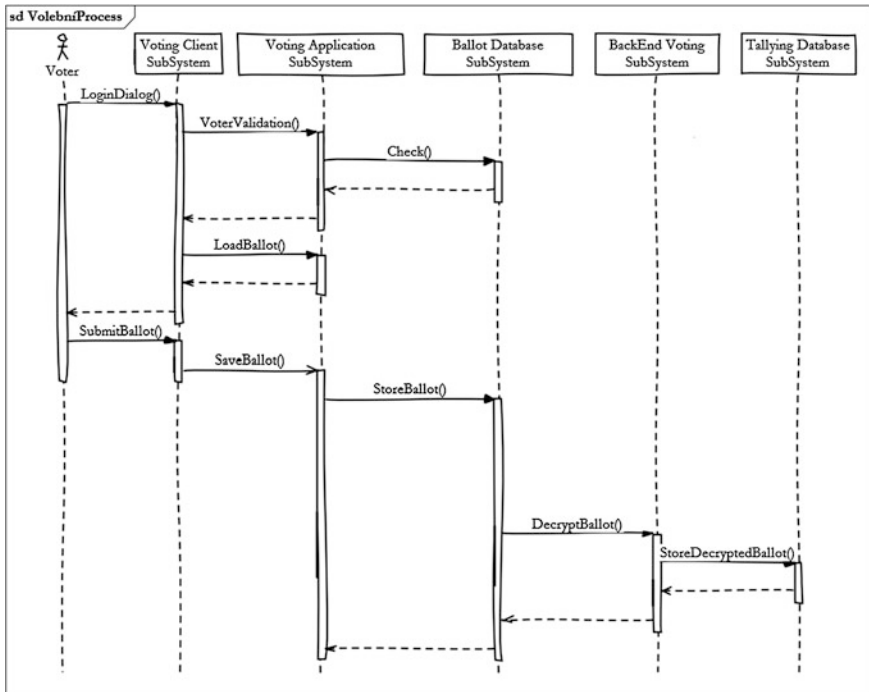 sd VolebníProcess
Voter
Voting Client
SubSystem
Voting Application
SubSystem
Ballot Database
SubSystem
BackEnd Voting
SubSystem
Tallying Database
SubSystem
LoginDialog()
VoterValidation()
Check()
LoadBallot()
SubmitBallot()
SaveBallot()
StoreBallot()
DecryptBallot()
StoreDecryptedBallot()